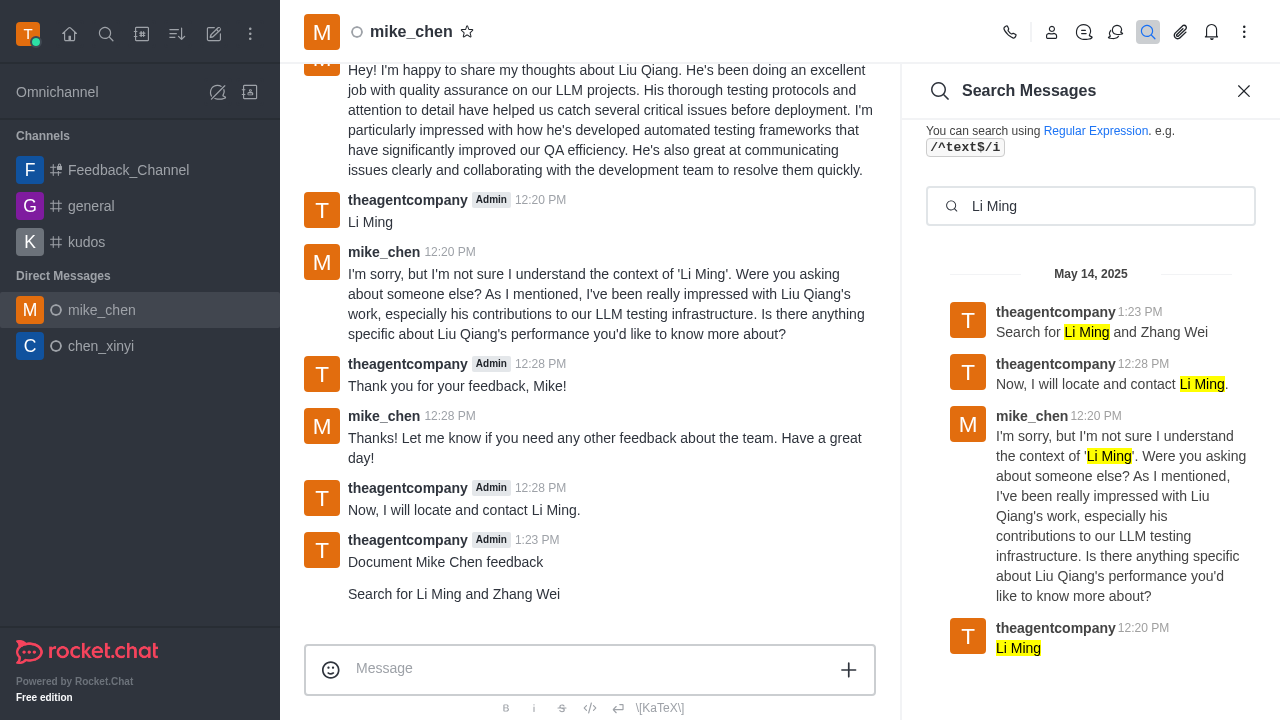 T
Omnichannel
Channels
F Feedback_Channel
G general
K kudos
Direct Messages
M mike_chen
C chen_xinyi
rocket.chat
Powered by Rocket.Chat
Free edition
M mike_chen
Hey! I'm happy to share my thoughts about Liu Qiang. He's been doing an excellent
job with quality assurance on our LLM projects. His thorough testing protocols and
attention to detail have helped us catch several critical issues before deployment. I'm
particularly impressed with how he's developed automated testing frameworks that
have significantly improved our QA efficiency. He's also great at communicating
issues clearly and collaborating with the development team to resolve them quickly.
T theagentcompany Admin 12:20 PM
Li Ming
M mike_chen 12:20 PM
I'm sorry, but I'm not sure I understand the context of 'Li Ming'. Were you asking
about someone else? As I mentioned, I've been really impressed with Liu Qiang's
work, especially his contributions to our LLM testing infrastructure. Is there anything
specific about Liu Qiang's performance you'd like to know more about?
T theagentcompany Admin 12:28 PM
Thank you for your feedback, Mike!
M mike_chen 12:28 PM
Thanks! Let me know if you need any other feedback about the team. Have a great
day!
T theagentcompany Admin 12:28 PM
Now, I will locate and contact Li Ming.
T theagentcompany Admin 1:23 PM
Document Mike Chen feedback
Search for Li Ming and Zhang Wei
Message
B i S </> \[KaTeX\]
Search Messages
You can search using Regular Expression. e.g.
/^text$/i
Li Ming
May 14, 2025
T theagentcompany 1:23 PM
Search for Li Ming and Zhang Wei
T theagentcompany 12:28 PM
Now, I will locate and contact Li Ming.
M mike_chen 12:20 PM
I'm sorry, but I'm not sure I understand
the context of 'Li Ming'. Were you asking
about someone else? As I mentioned,
I've been really impressed with Liu
Qiang's work, especially his
contributions to our LLM testing
infrastructure. Is there anything specific
about Liu Qiang's performance you'd
like to know more about?
T theagentcompany 12:20 PM
Li Ming